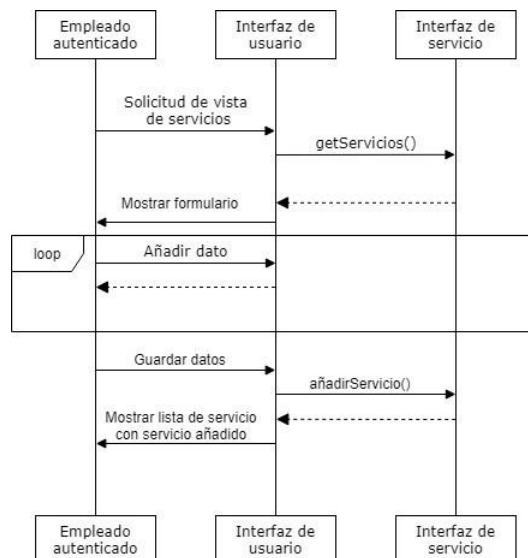 Empleado
autenticado
Interfaz de
usuario
Interfaz de
servicio
Solicitud de vista
de servicios
getServicios()
Mostrar formulario
loop
Añadir dato
Guardar datos
añadirServicio()
Mostrar lista de servicio
con servicio añadido
Empleado
autenticado
Interfaz de
usuario
Interfaz de
servicio